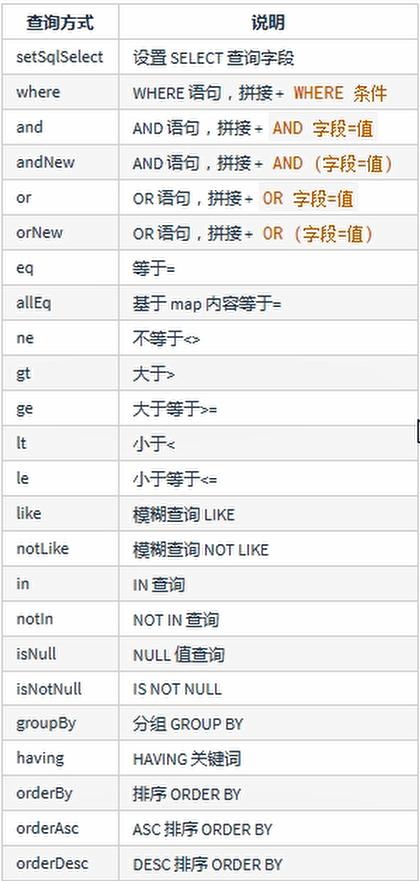 查询方式 说明
setSqlSelect 设置 SELECT 查询字段
where WHERE 语句，拼接 + WHERE 条件
and AND 语句，拼接 + AND 字段=值
andNew AND 语句，拼接 + AND (字段=值)
or OR 语句，拼接 + OR 字段=值
orNew OR 语句，拼接 + OR (字段=值)
eq 等于=
allEq 基于 map 内容等于=
ne 不等于<>
gt 大于>
ge 大于等于>=
lt 小于<
le 小于等于<=
like 模糊查询 LIKE
notLike 模糊查询 NOT LIKE
in IN 查询
notIn NOT IN 查询
isNull NULL 值查询
isNotNull IS NOT NULL
groupBy 分组 GROUP BY
having HAVING 关键词
orderBy 排序 ORDER BY
orderAsc ASC 排序 ORDER BY
orderDesc DESC 排序 ORDER BY